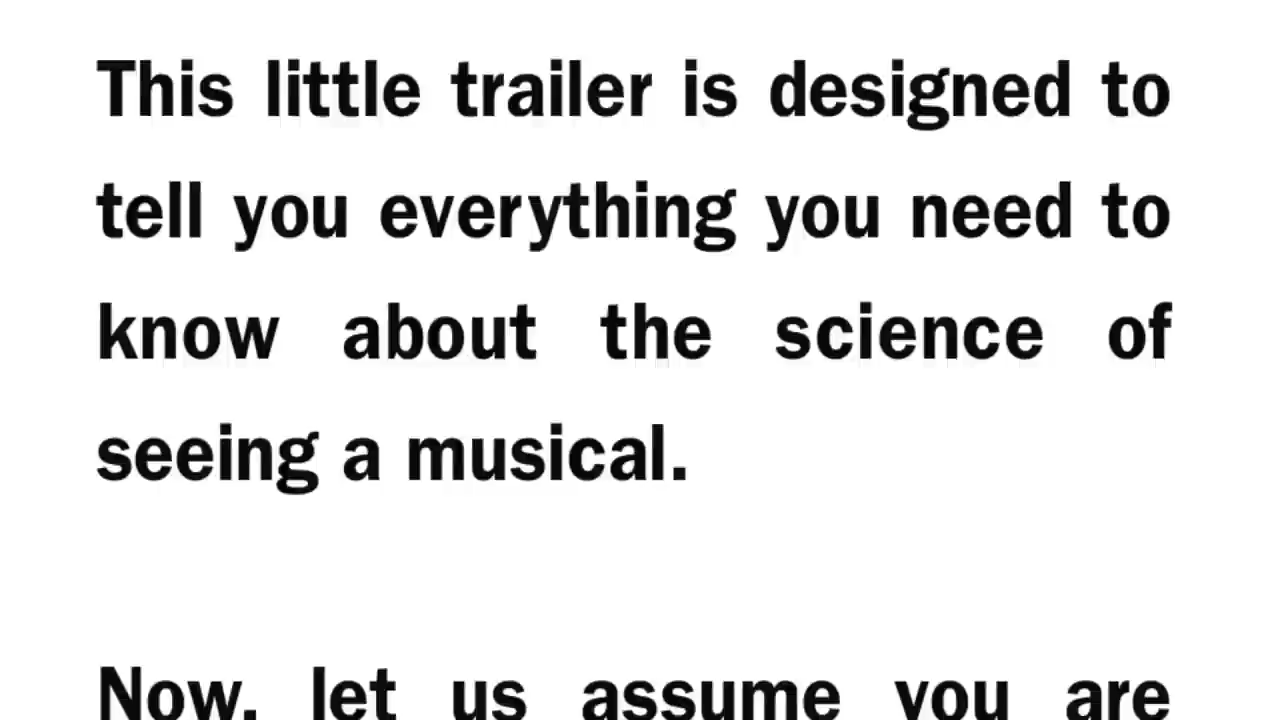 This little trailer is designed to
tell you everything you need to
know about the science of
seeing a musical.
Now, let us assume you are